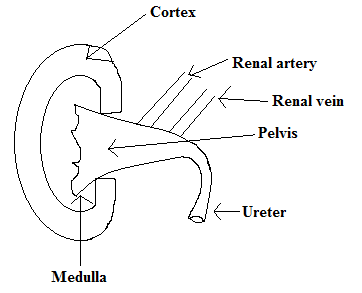 Cortex
Renal artery
Renal vein
Pelvis
Ureter
Medulla